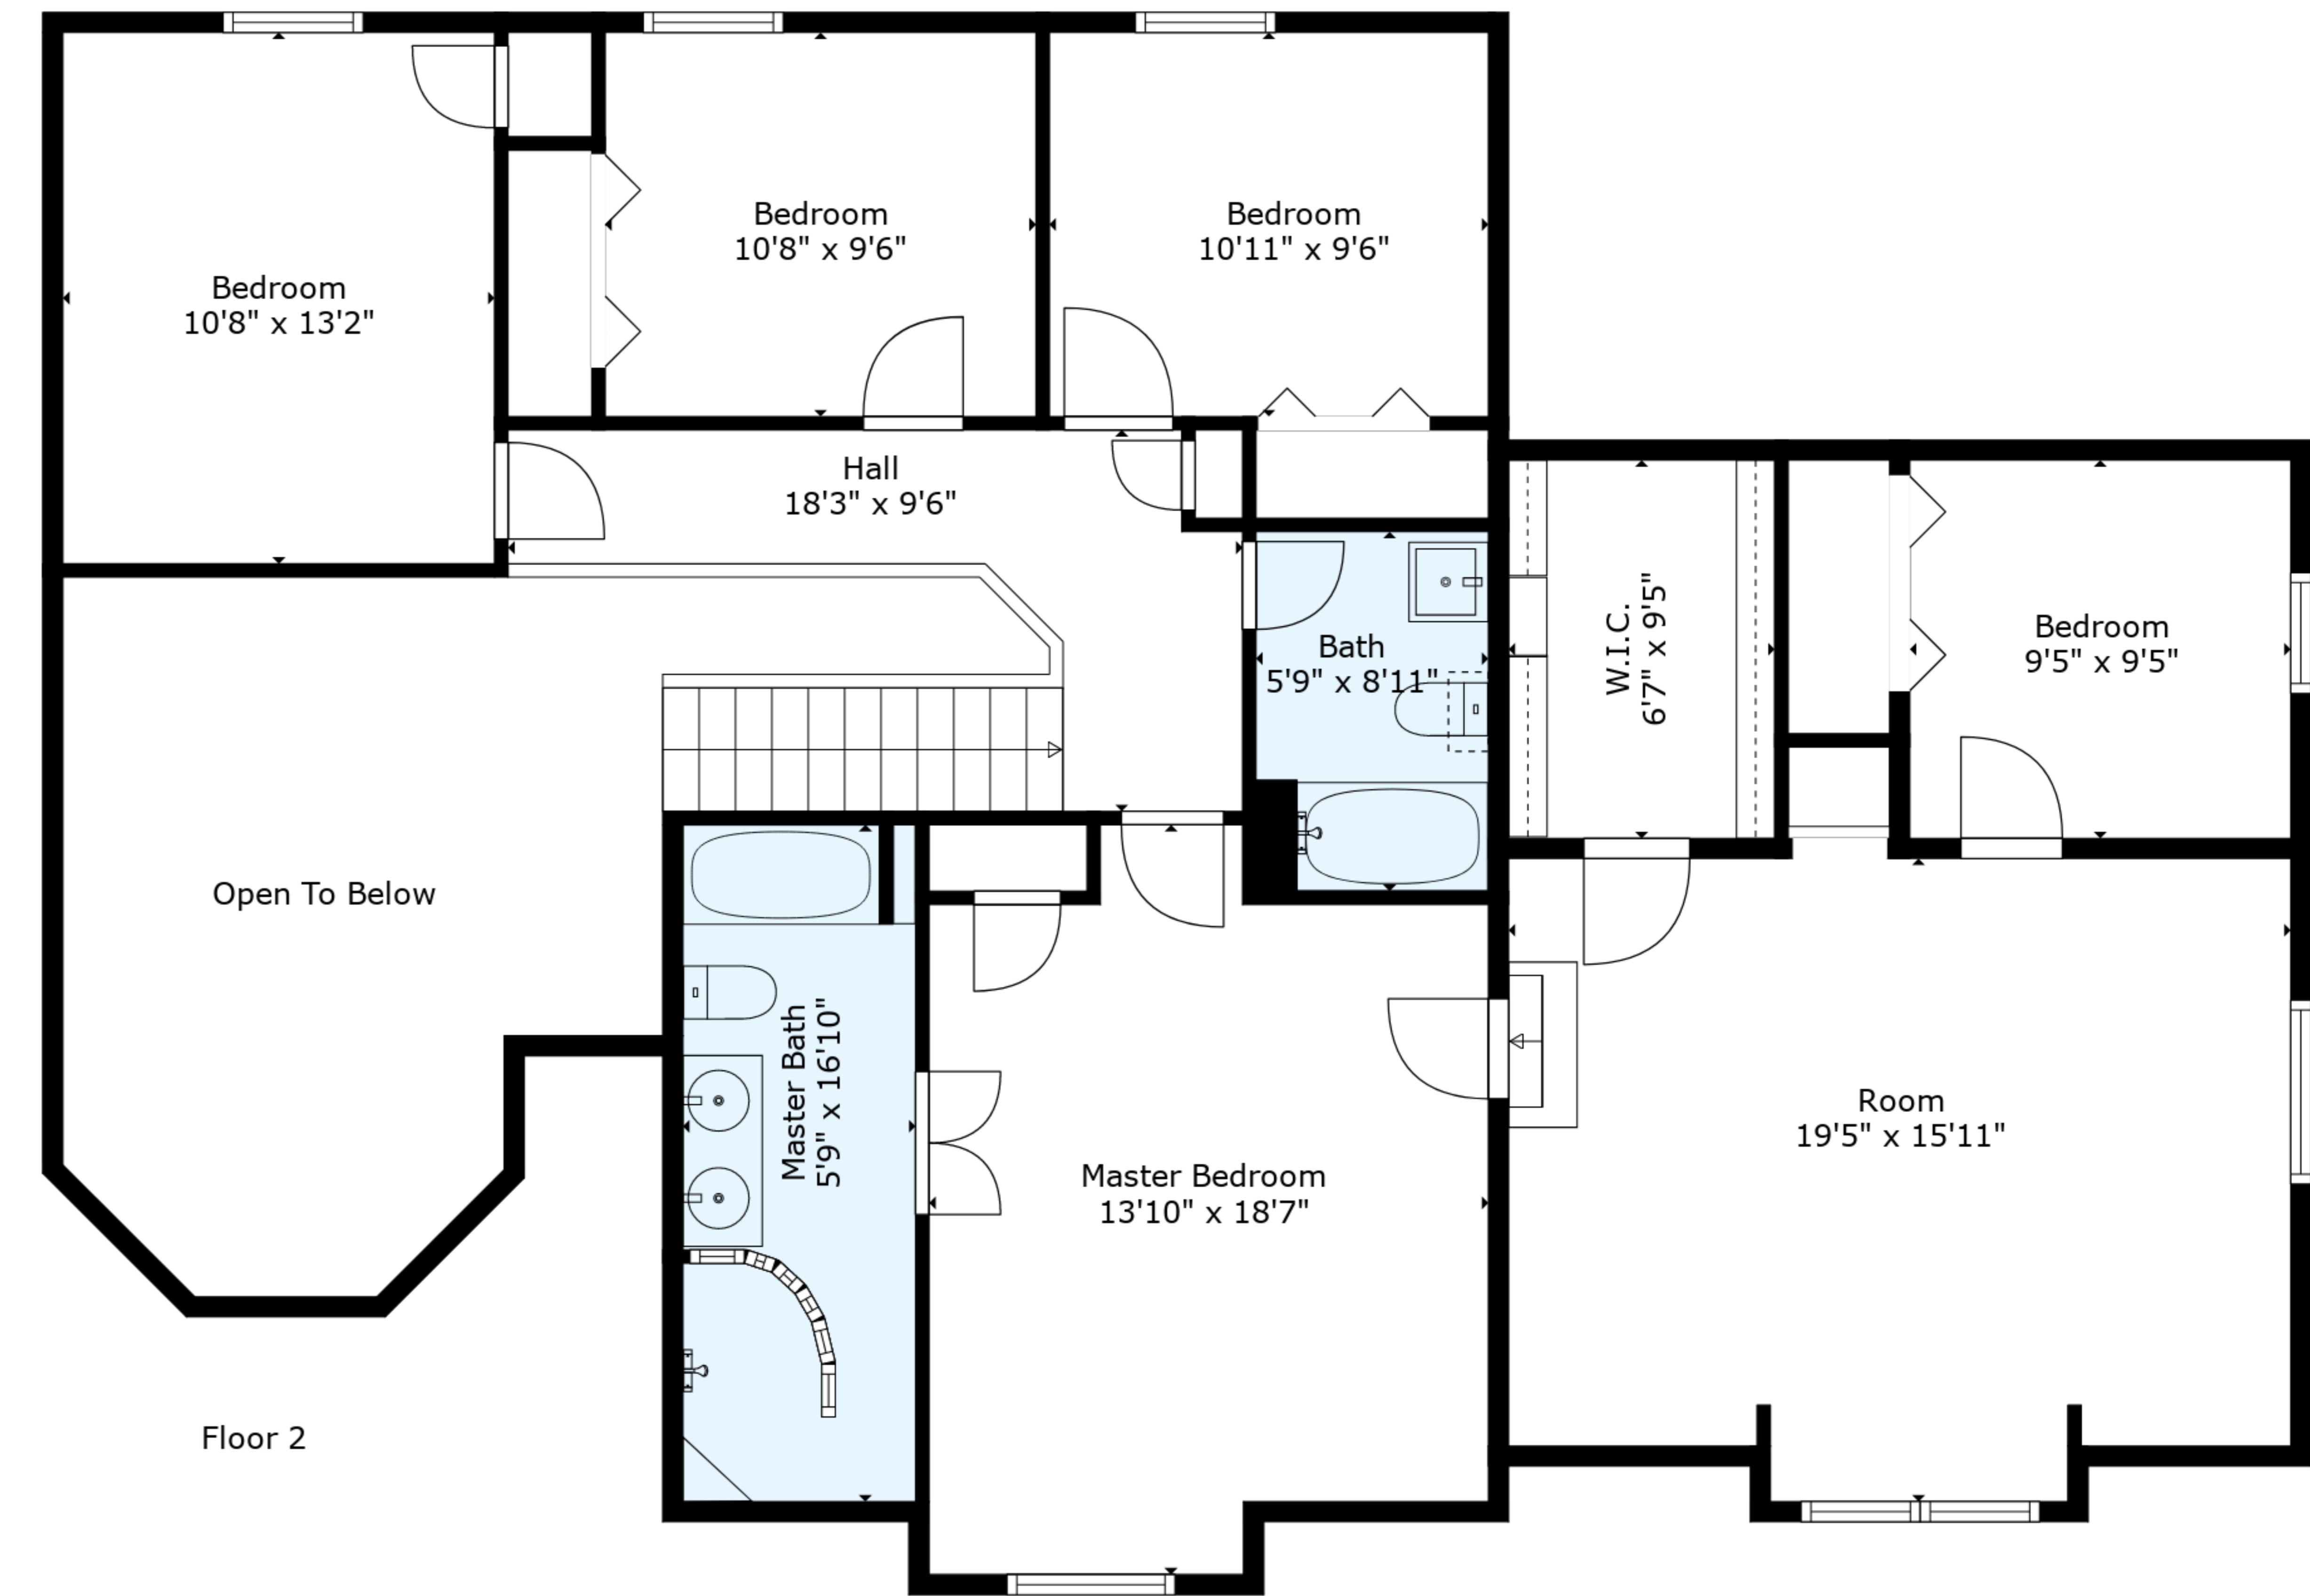 Bedroom
10'8" x 13'2"
Bedroom
10'8" x 9'6"
Bedroom
10'11" x 9'6"
Hall
18'3" x 9'6"
Bath
5'9" x 8'11"
W.I.C.
6'7" x 9'5"
Bedroom
9'5" x 9'5"
Open To Below
Master Bath
5'9" x 16'10"
Master Bedroom
13'10" x 18'7"
Room
19'5" x 15'11"
Floor 2